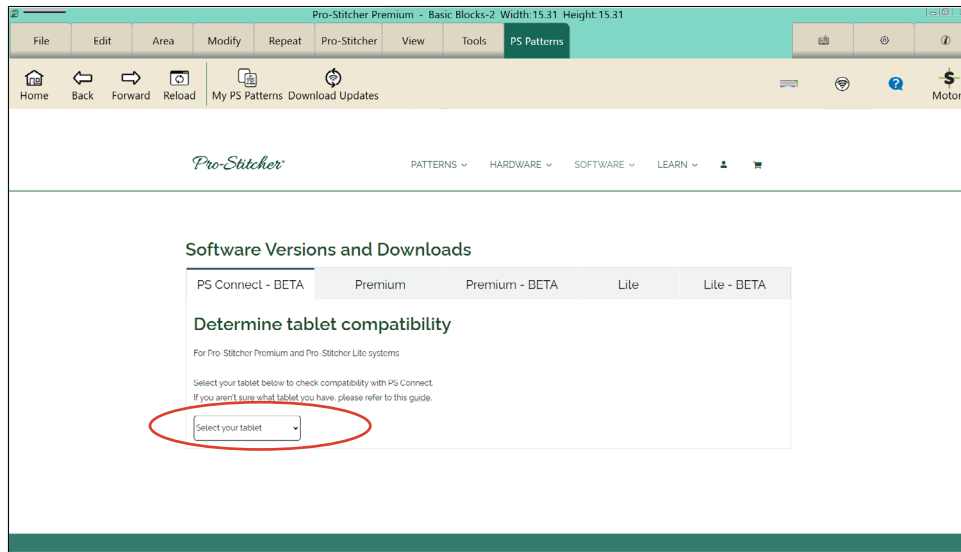 Pro-Stitcher Premium - Basic Blocks-2 Width:15.31 Height:15.31
File Edit Area Modify Repeat Pro-Stitcher View Tools PS Patterns
Home Back Forward Reload My PS Patterns Download Updates Motor
Pro-Stitcher PATTERNS HARDWARE SOFTWARE LEARN
Software Versions and Downloads
PS Connect - BETA Premium Premium - BETA Lite Lite - BETA
Determine tablet compatibility
For Pro-Stitcher Premium and Pro-Stitcher Lite systems
Select your tablet below to check compatibility with PS Connect.
If you aren't sure what tablet you have, please refer to this guide.
Select your tablet